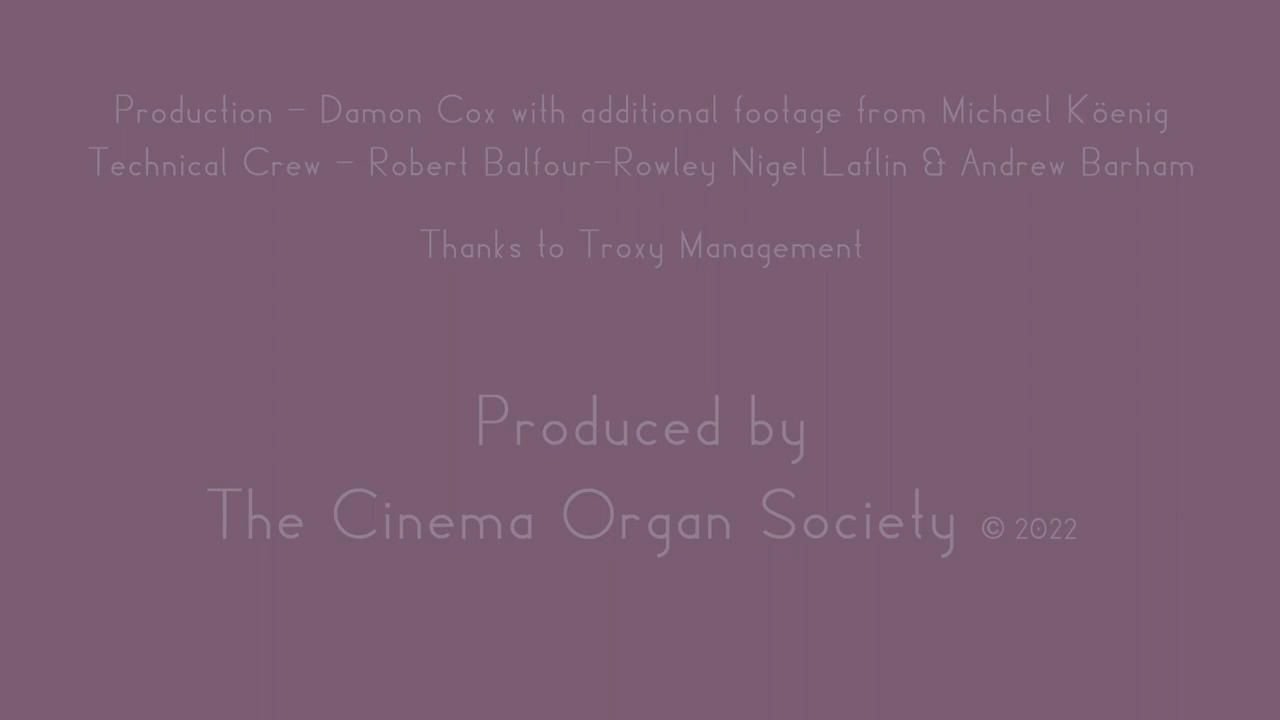 Production – Damon Cox with additional footage from Michael Köenig
Technical Crew – Robert Balfour-Rowley Nigel Laflin & Andrew Barham
Thanks to Troxy Management
Produced by
The Cinema Organ Society © 2022